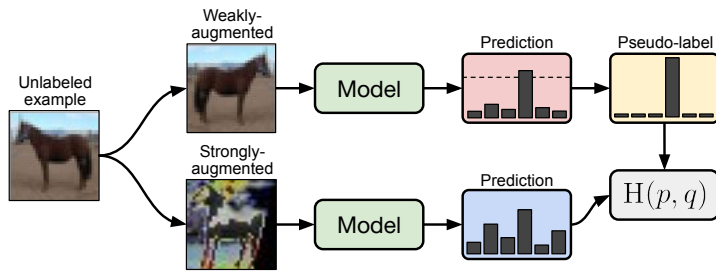 Weakly-
augmented
Prediction
Pseudo-label
Unlabeled
example
Model
Strongly-
augmented
Prediction
Model
H(p, q)